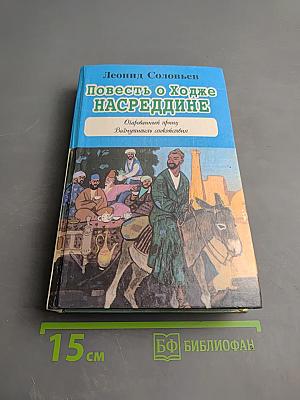 Леонид Соловьев
Повесть о Ходже
НАСРЕДДИНЕ
Очарованный принц
Возмутитель спокойствия
15 см
БФ БИБЛИОФАН